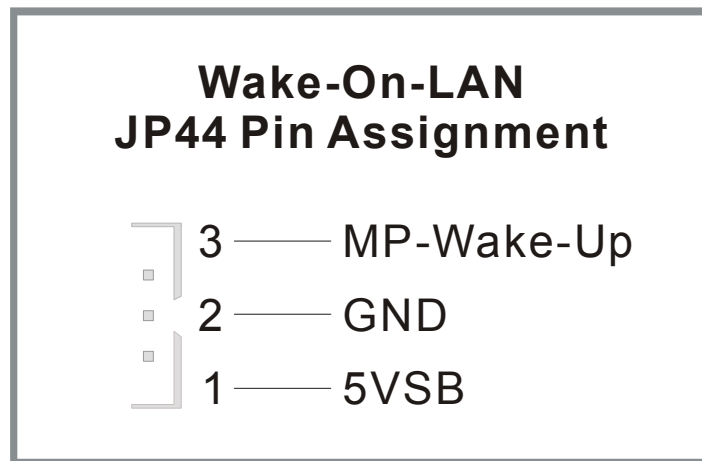 Wake-On-LAN
JP44 Pin Assignment
3 MP-Wake-Up
2 GND
1 5VSB